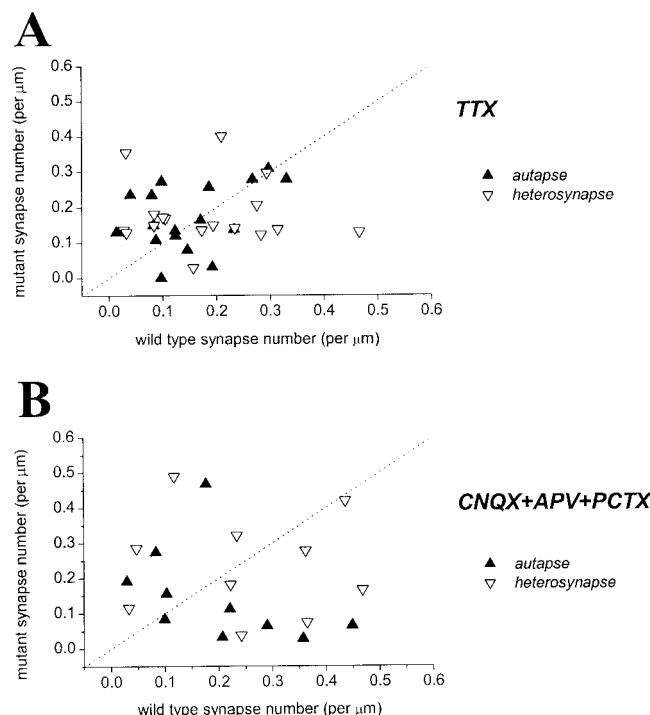 A
0.6
0.5
0.4
0.3
0.2
0.1
0.0
mutant synapse number (per μm)
0.0 0.1 0.2 0.3 0.4 0.5 0.6
wild type synapse number (per μm)
TTX
autapse
heterosynapse
B
0.6
0.5
0.4
0.3
0.2
0.1
0.0
mutant synapse number (per μm)
0.0 0.1 0.2 0.3 0.4 0.5 0.6
wild type synapse number (per μm)
CNQX+APV+PCTX
autapse
heterosynapse